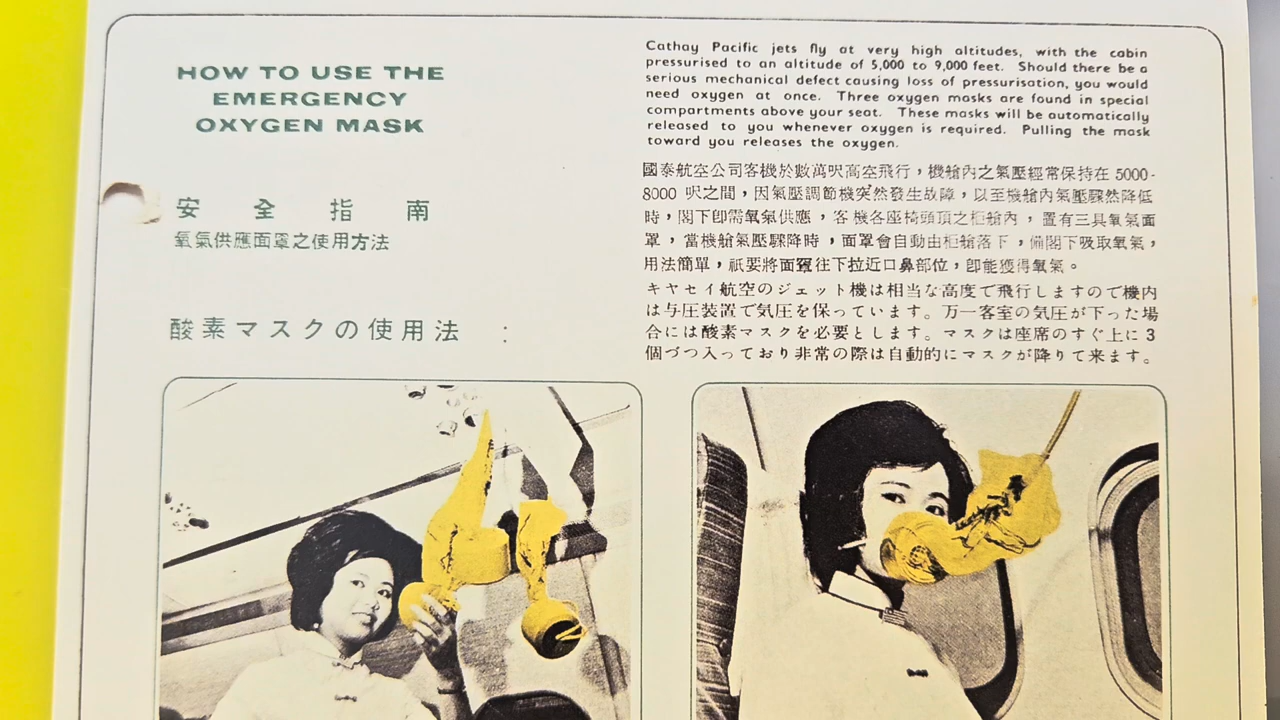 HOW TO USE THE
EMERGENCY
OXYGEN MASK
安全指南
氧氣供應面罩之使用方法
酸素マスクの使用法 :
Cathay Pacific jets fly at very high altitudes, with the cabin
pressurised to an altitude of 5,000 to 9,000 feet. Should there be a
serious mechanical defect causing loss of pressurisation, you would
need oxygen at once. Three oxygen masks are found in special
compartments above your seat. These masks will be automatically
released to you whenever oxygen is required. Pulling the mask
toward you releases the oxygen.
國泰航空公司客機於數萬呎高空飛行，機艙內之氣壓經常保持在 5000-
8000 呎之間，因氣壓調節機突然發生故障，以至機艙內氣壓驟然降低
時，閣下卽需氧氣供應，客機各座椅頭頂之柜艙內，置有三具氧氣面
罩，當機艙氣壓驟降時，面罩會自動由柜艙落下，備閣下吸取氧氣，
用法簡單，祇要將面罩往下拉近口鼻部位，卽能獲得氧氣。
キヤセイ航空のジェット機は相当な高度で飛行しますので機内
は与圧装置で気圧を保っています。万一客室の気圧が下った場
合には酸素マスクを必要とします。マスクは座席のすぐ上に 3
個づつ入っており非常の際は自動的にマスクが降りて来ます。